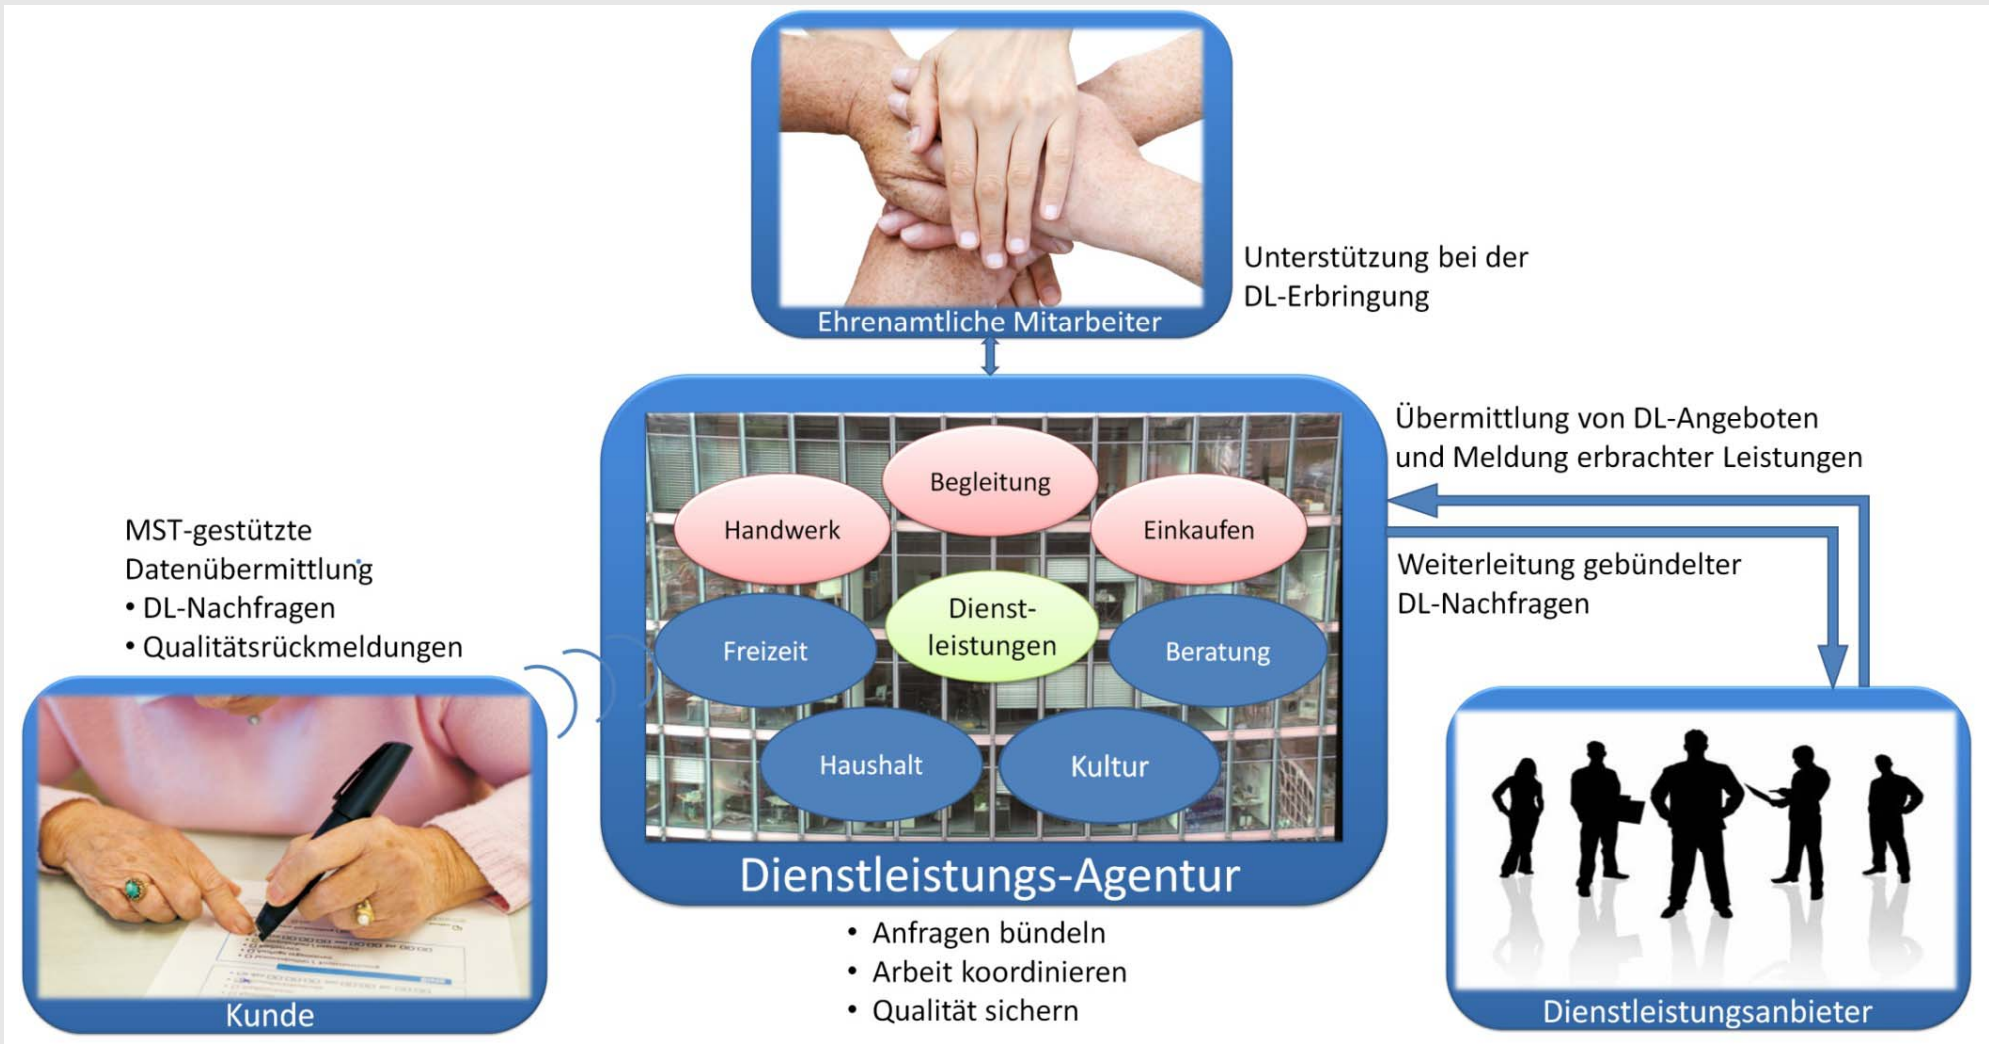 Ehrenamtliche Mitarbeiter
Unterstützung bei der
DL-Erbringung
Übermittlung von DL-Angeboten
und Meldung erbrachter Leistungen
Weiterleitung gebündelter
DL-Nachfragen
MST-gestützte
Datenübermittlung
• DL-Nachfragen
• Qualitätsrückmeldungen
Begleitung
Handwerk
Einkaufen
Dienst-
leistungen
Freizeit
Beratung
Haushalt
Kultur
Dienstleistungs-Agentur
• Anfragen bündeln
• Arbeit koordinieren
• Qualität sichern
Kunde
Dienstleistungsanbieter